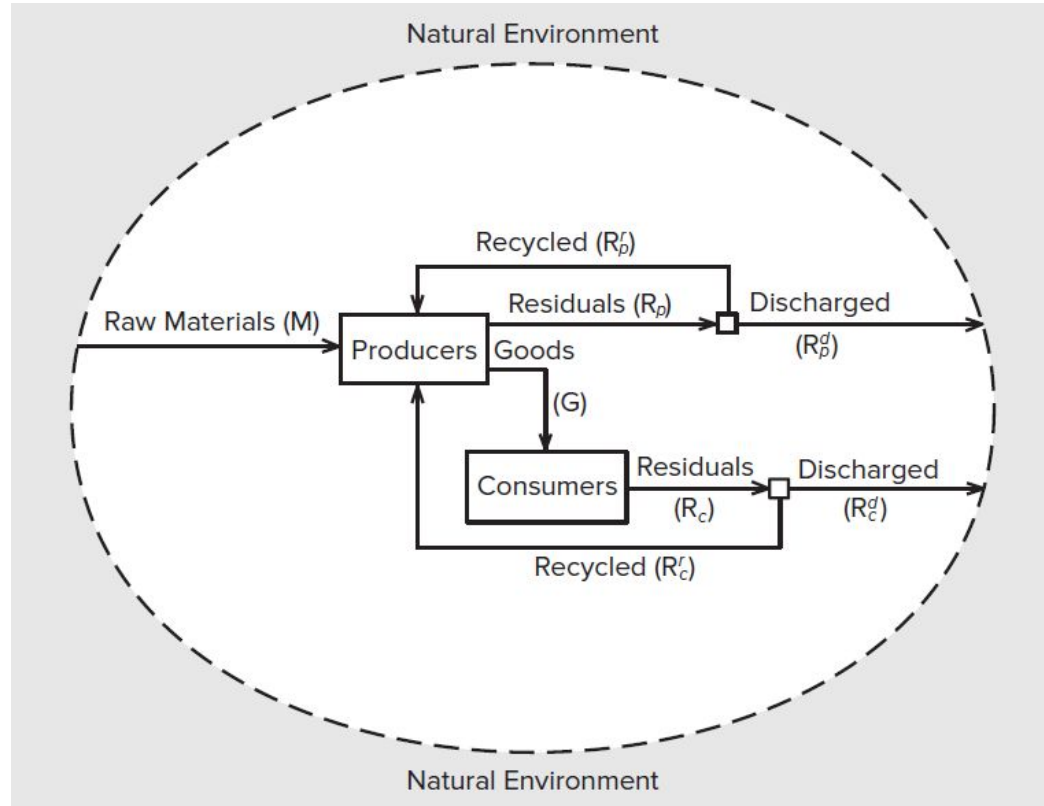 Natural Environment
Recycled (R_p^r)
Residuals (R_p)
Discharged
(R_p^d)
Raw Materials (M)
Producers
Goods
(G)
Consumers
Residuals
(R_c)
Discharged
(R_c^d)
Recycled (R_c^r)
Natural Environment